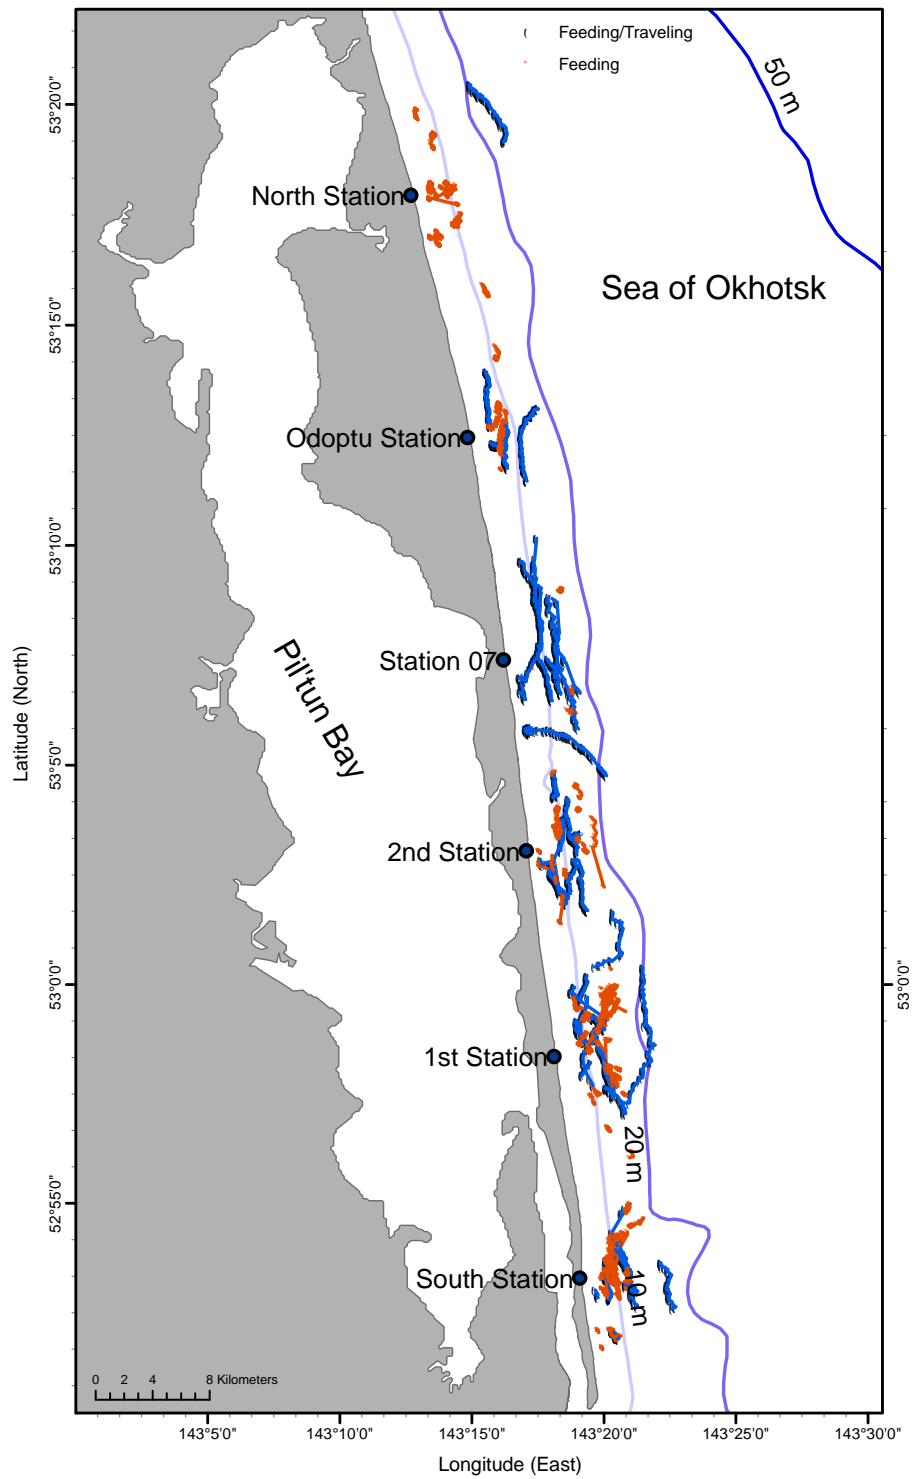 Feeding/Traveling
Feeding
50 m
53°20'0"
North Station
Sea of Okhotsk
53°15'0"
Odoptu Station
53°10'0"
Station 07
Pil'tun Bay
Latitude (North)
53°5'0"
2nd Station
53°0'0"
53°0'0"
1st Station
20 m
52°55'0"
South Station
10 m
0 2 4 8 Kilometers
143°5'0" 143°10'0" 143°15'0" 143°20'0" 143°25'0" 143°30'0"
Longitude (East)